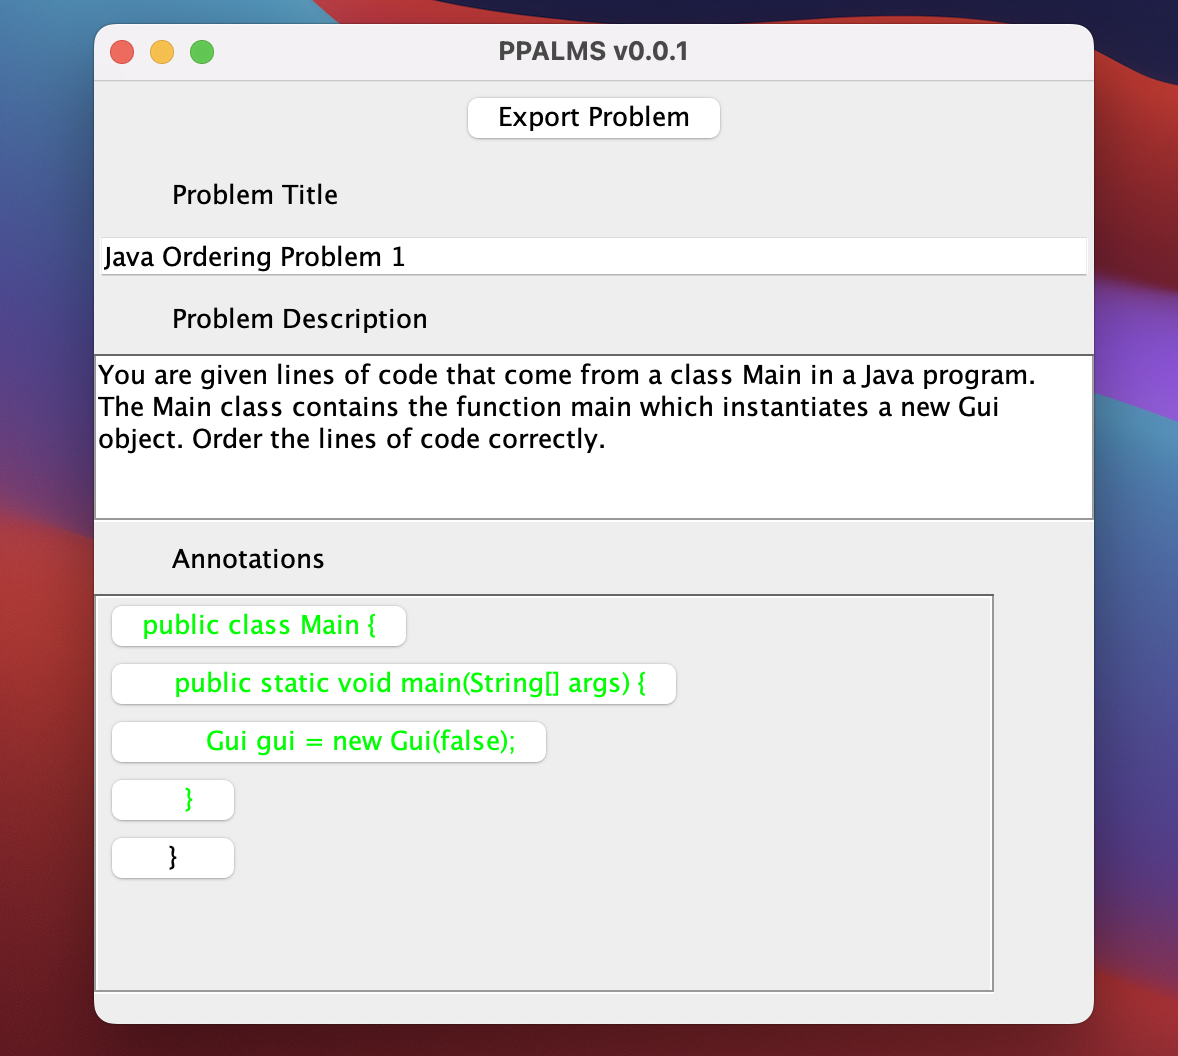 PPALMS v0.0.1
Export Problem
Problem Title
Java Ordering Problem 1
Problem Description
You are given lines of code that come from a class Main in a Java program.
The Main class contains the function main which instantiates a new Gui
object. Order the lines of code correctly.
Annotations
public class Main {
public static void main(String[] args) {
Gui gui = new Gui(false);
}
}